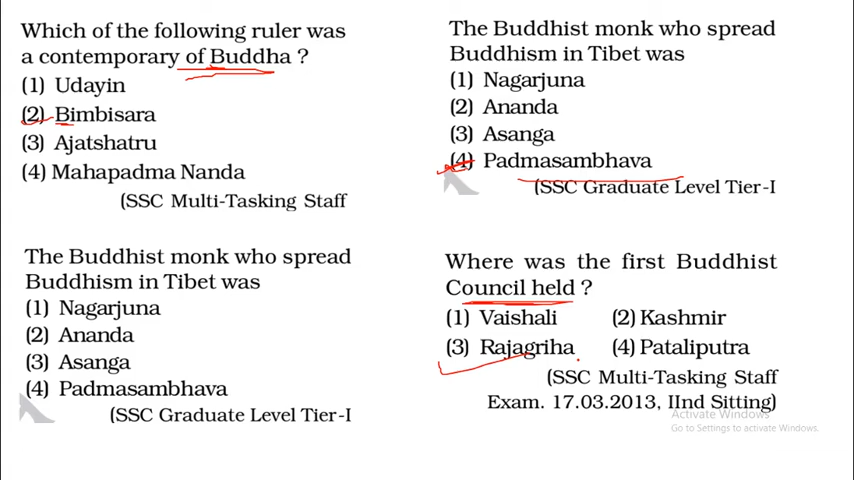 Which of the following ruler was
a contemporary of Buddha ?
(1) Udayin
(2) Bimbisara
(3) Ajatshatru
(4) Mahapadma Nanda
(SSC Multi-Tasking Staff
The Buddhist monk who spread
Buddhism in Tibet was
(1) Nagarjuna
(2) Ananda
(3) Asanga
(4) Padmasambhava
(SSC Graduate Level Tier-I
The Buddhist monk who spread
Buddhism in Tibet was
(1) Nagarjuna
(2) Ananda
(3) Asanga
(4) Padmasambhava
(SSC Graduate Level Tier-I
Where was the first Buddhist
Council held ?
(1) Vaishali (2) Kashmir
(3) Rajagriha (4) Pataliputra
(SSC Multi-Tasking Staff
Exam. 17.03.2013, IInd Sitting)
Activate Windows
Go to Settings to activate Windows.